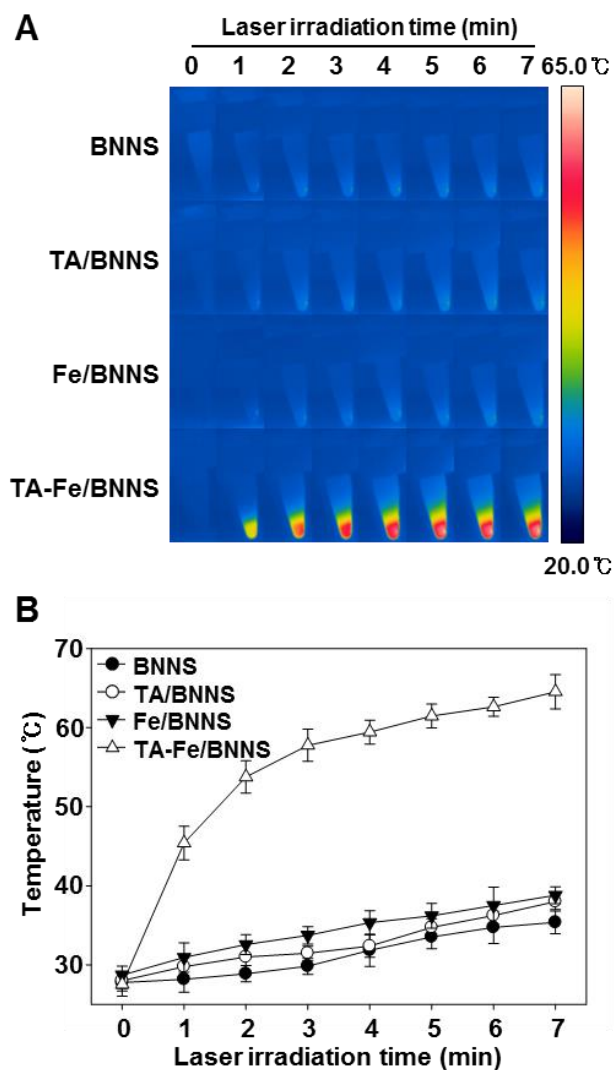 A
Laser irradiation time (min)
0 1 2 3 4 5 6 7 65.0℃
BNNS
TA/BNNS
Fe/BNNS
TA-Fe/BNNS
20.0℃
B
70
60
50
40
30
Temperature (℃)
BNNS
TA/BNNS
Fe/BNNS
TA-Fe/BNNS
0 1 2 3 4 5 6 7
Laser irradiation time (min)